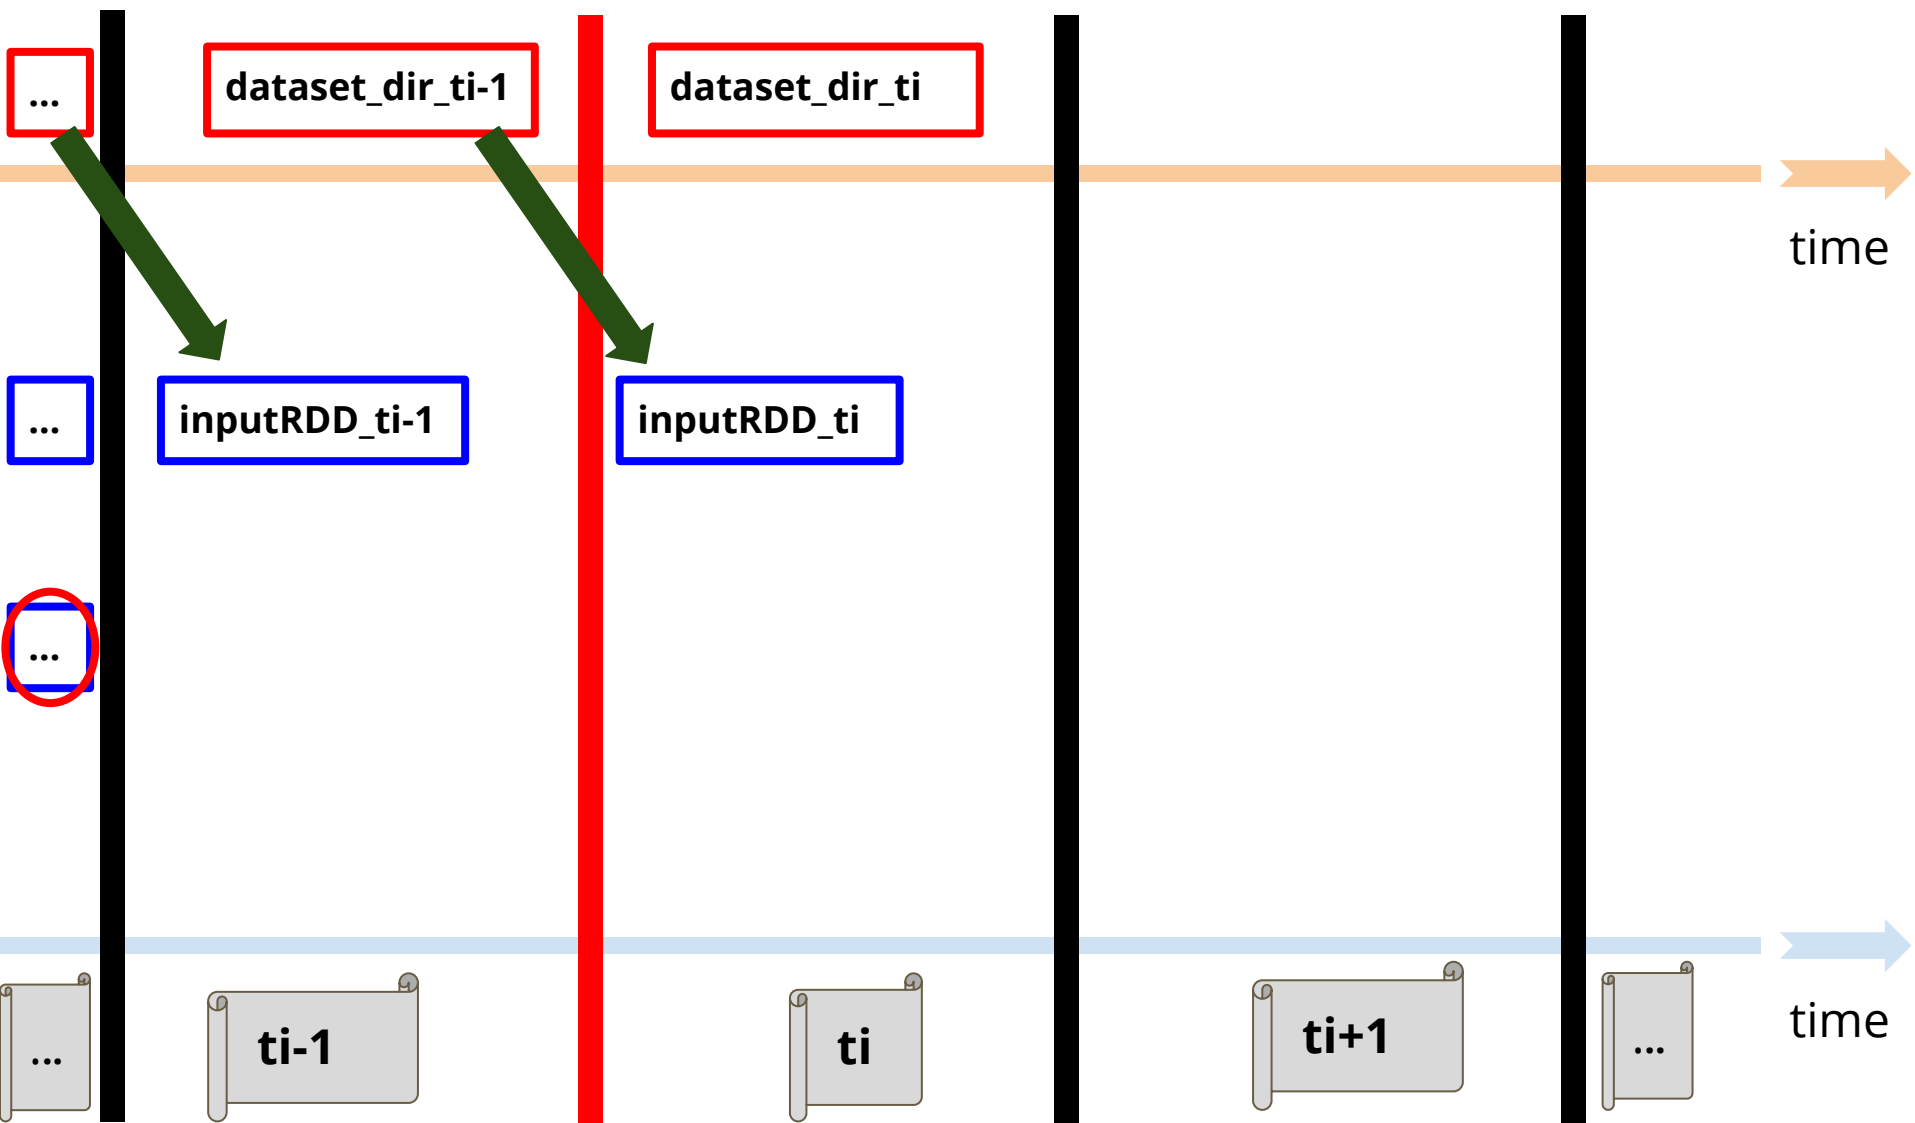 ...
dataset_dir_ti-1
dataset_dir_ti
time
...
inputRDD_ti-1
inputRDD_ti
...
...
ti-1
ti
ti+1
...
time